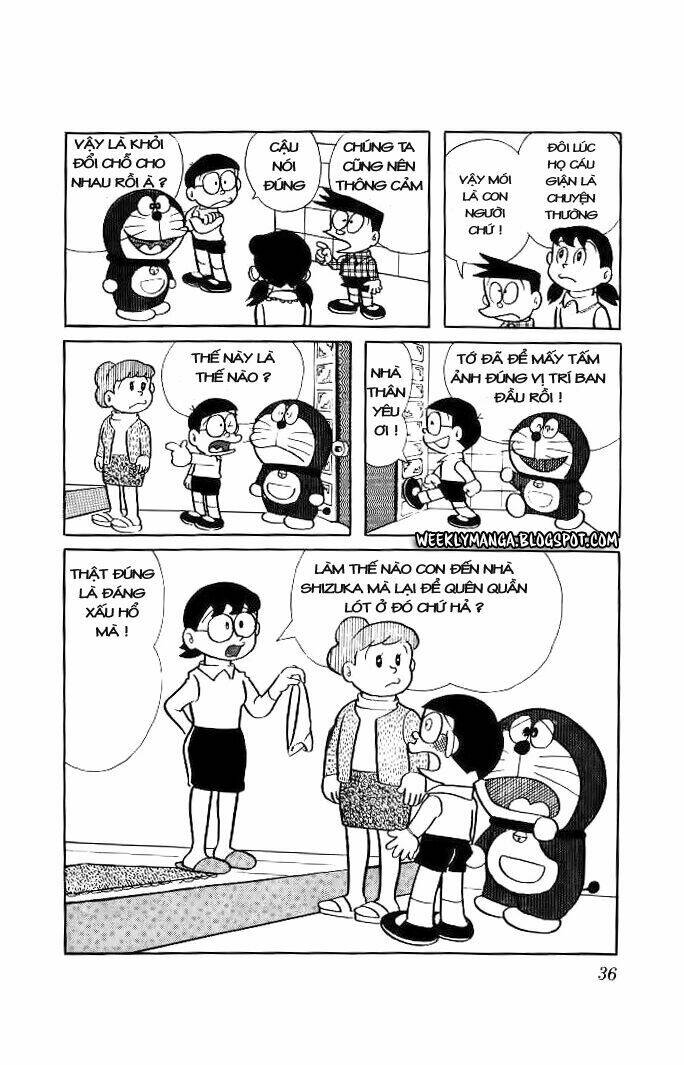 VẬY LÀ KHỎI
ĐỔI CHỖ CHO
NHAU RỒI À ?
CẬU
NÓI
ĐÚNG
CHÚNG TA
CŨNG NÊN
THÔNG CẢM
VẬY MÓI
LÀ CON
NGƯỜI
CHỨ !
ĐÔI LÚC
HỌ CÁU
GIẬN LÀ
CHUYỆN
THƯỜNG
THẾ NÀY LÀ
THẾ NÀO ?
NHÀ
THÂN
YÊU
ƠI !
TỚ ĐÃ ĐỂ MẤY TẤM
ẢNH ĐÚNG VỊ TRÍ BAN
ĐẦU RỒI !
WEEKLYMANGA.BLOGSPOT.COM
THẬT ĐÚNG
LÀ ĐÁNG
XẤU HỔ
MÀ !
LÀM THẾ NÀO CON ĐẾN NHÀ
SHIZUKA MÀ LẠI ĐỂ QUÊN QUẦN
LÓT Ở ĐÓ CHỨ HẢ ?
36